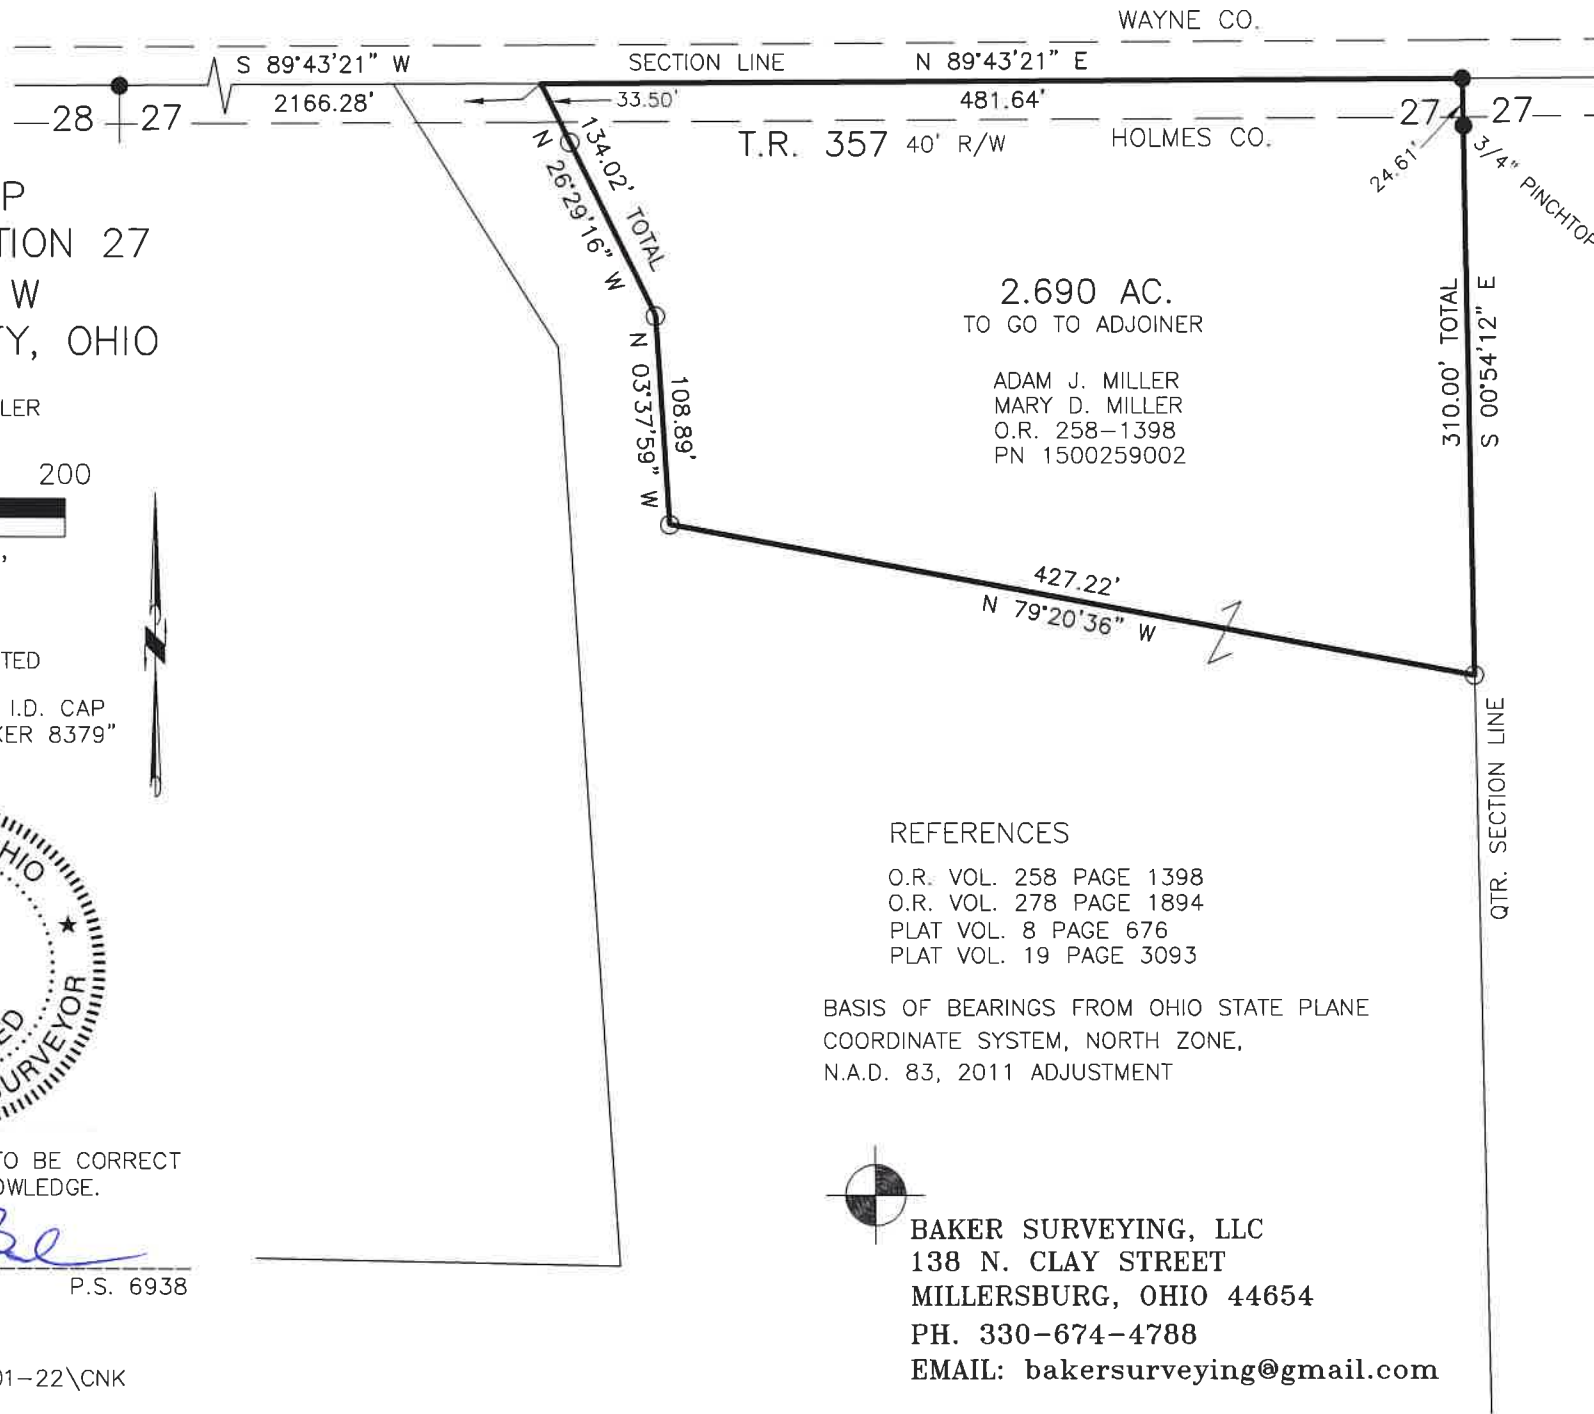 WAYNE CO.
S 89°43'21" W
SECTION LINE
N 89°43'21" E
2166.28'
33.50'
481.64'
28
27
27
27
T.R. 357 40' R/W
HOLMES CO.
24.61'
3/4" PINCHTOP
134.02' TOTAL
N 26°29'16" W
P
TION 27
W
TY, OHIO
LER
200
'
2.690 AC.
TO GO TO ADJOINER
ADAM J. MILLER
MARY D. MILLER
O.R. 258-1398
PN 1500259002
310.00' TOTAL
S 00°54'12" E
108.89'
N 03°37'59" W
427.22'
N 79°20'36" W
Z
TED
I.D. CAP
KER 8379"
QTR. SECTION LINE
HIO
ED
SURVEYOR
REFERENCES
O.R. VOL. 258 PAGE 1398
O.R. VOL. 278 PAGE 1894
PLAT VOL. 8 PAGE 676
PLAT VOL. 19 PAGE 3093
BASIS OF BEARINGS FROM OHIO STATE PLANE
COORDINATE SYSTEM, NORTH ZONE,
N.A.D. 83, 2011 ADJUSTMENT
TO BE CORRECT
OWLEDGE.
P.S. 6938
01-22\CNK
BAKER SURVEYING, LLC
138 N. CLAY STREET
MILLERSBURG, OHIO 44654
PH. 330-674-4788
EMAIL: bakersurveying@gmail.com